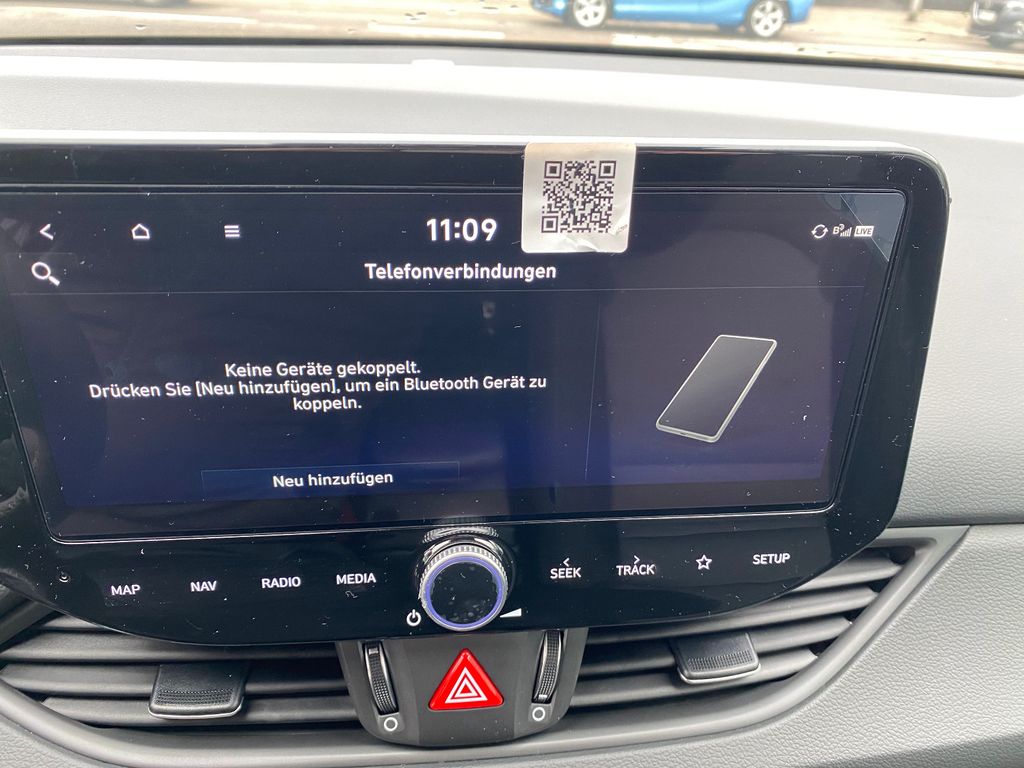 11:09
LIVE
Telefonverbindungen
Keine Geräte gekoppelt.
Drücken Sie [Neu hinzufügen], um ein Bluetooth Gerät zu
koppeln.
Neu hinzufügen
MAP NAV RADIO MEDIA SEEK TRACK SETUP